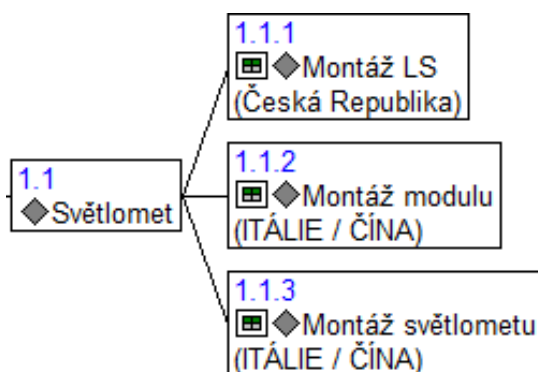 1.1.1
Montáž LS
(Česká Republika)
1.1
Světlomet
1.1.2
Montáž modulu
(ITÁLIE / ČÍNA)
1.1.3
Montáž světlometu
(ITÁLIE / ČÍNA)